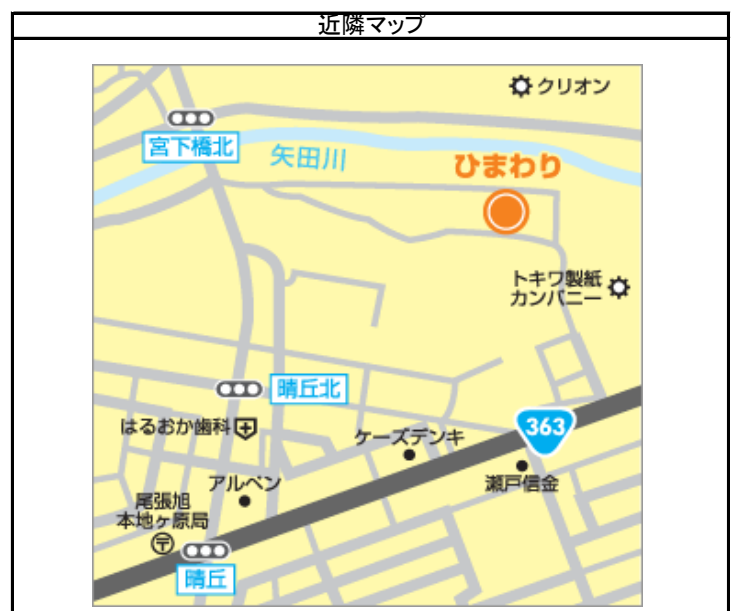 近隣マップ
クリオン
宮下橋北
矢田川
ひまわり
トキワ製紙
カンパニー
晴丘北
363
はるおか歯科
ケーズデンキ
アルペン
瀬戸信金
尾張旭
本地ヶ原局
晴丘